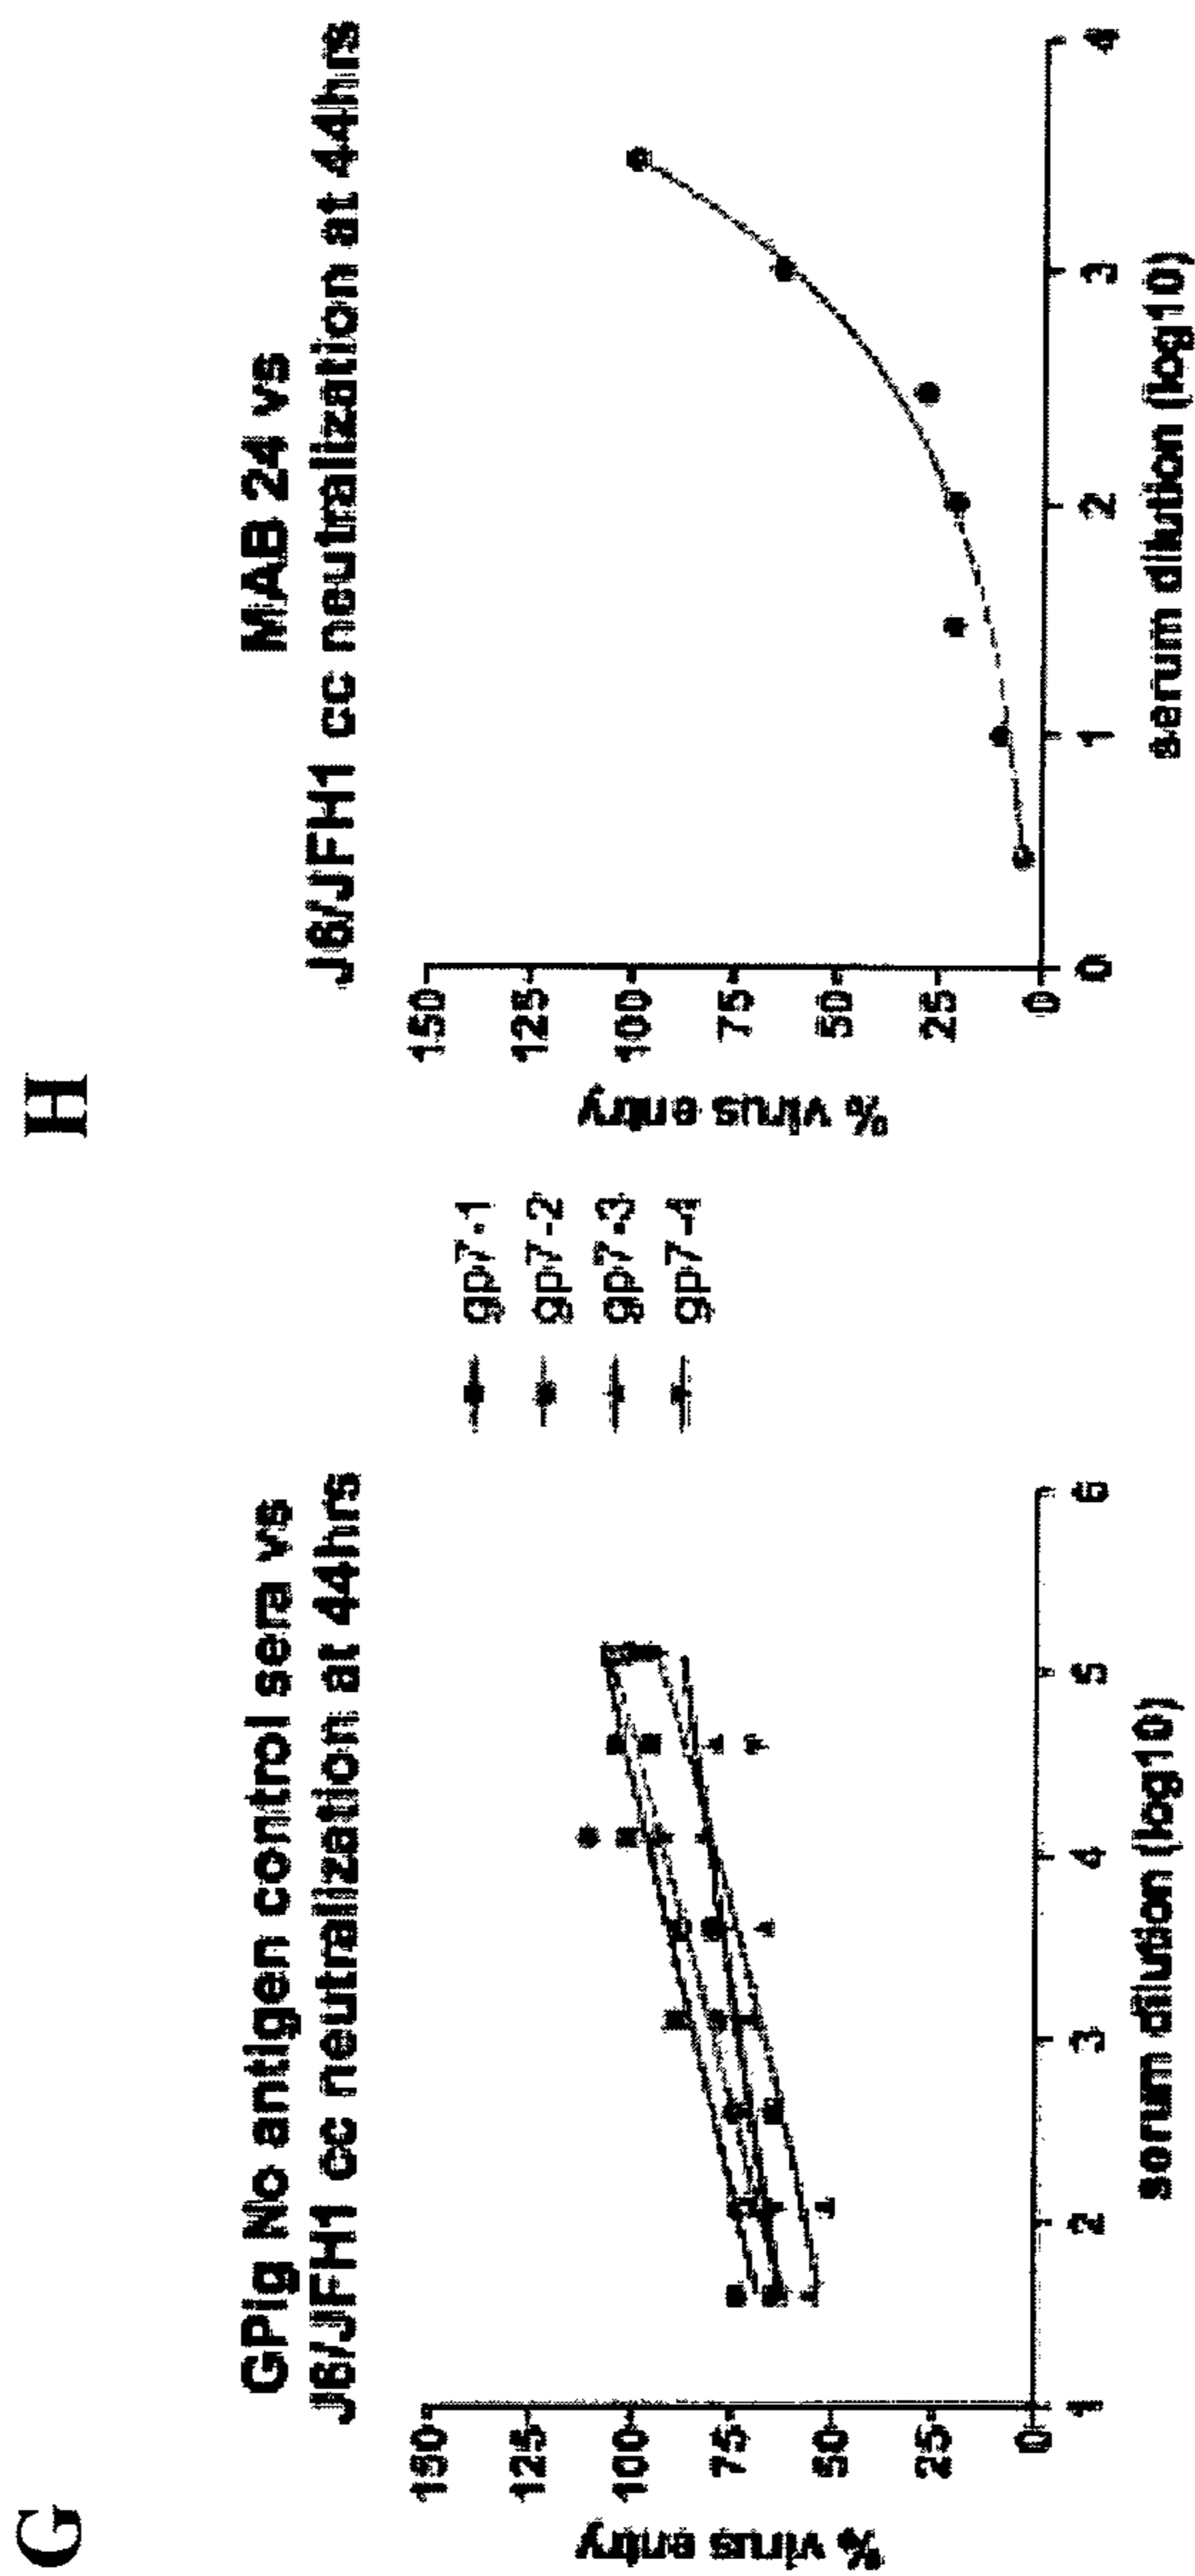 G
GPig No antigen control sera vs
J6/JFH1 cc neutralization at 44hrs
% virus entry
150
125
100
75
50
25
0
1
2
3
4
5
6
serum dilution (log10)
gp7-1
gp7-2
gp7-3
gp7-4
H
MAB 24 vs
J6/JFH1 cc neutralization at 44hrs
% virus entry
150
125
100
75
50
25
0
0
1
2
3
4
serum dilution (log10)